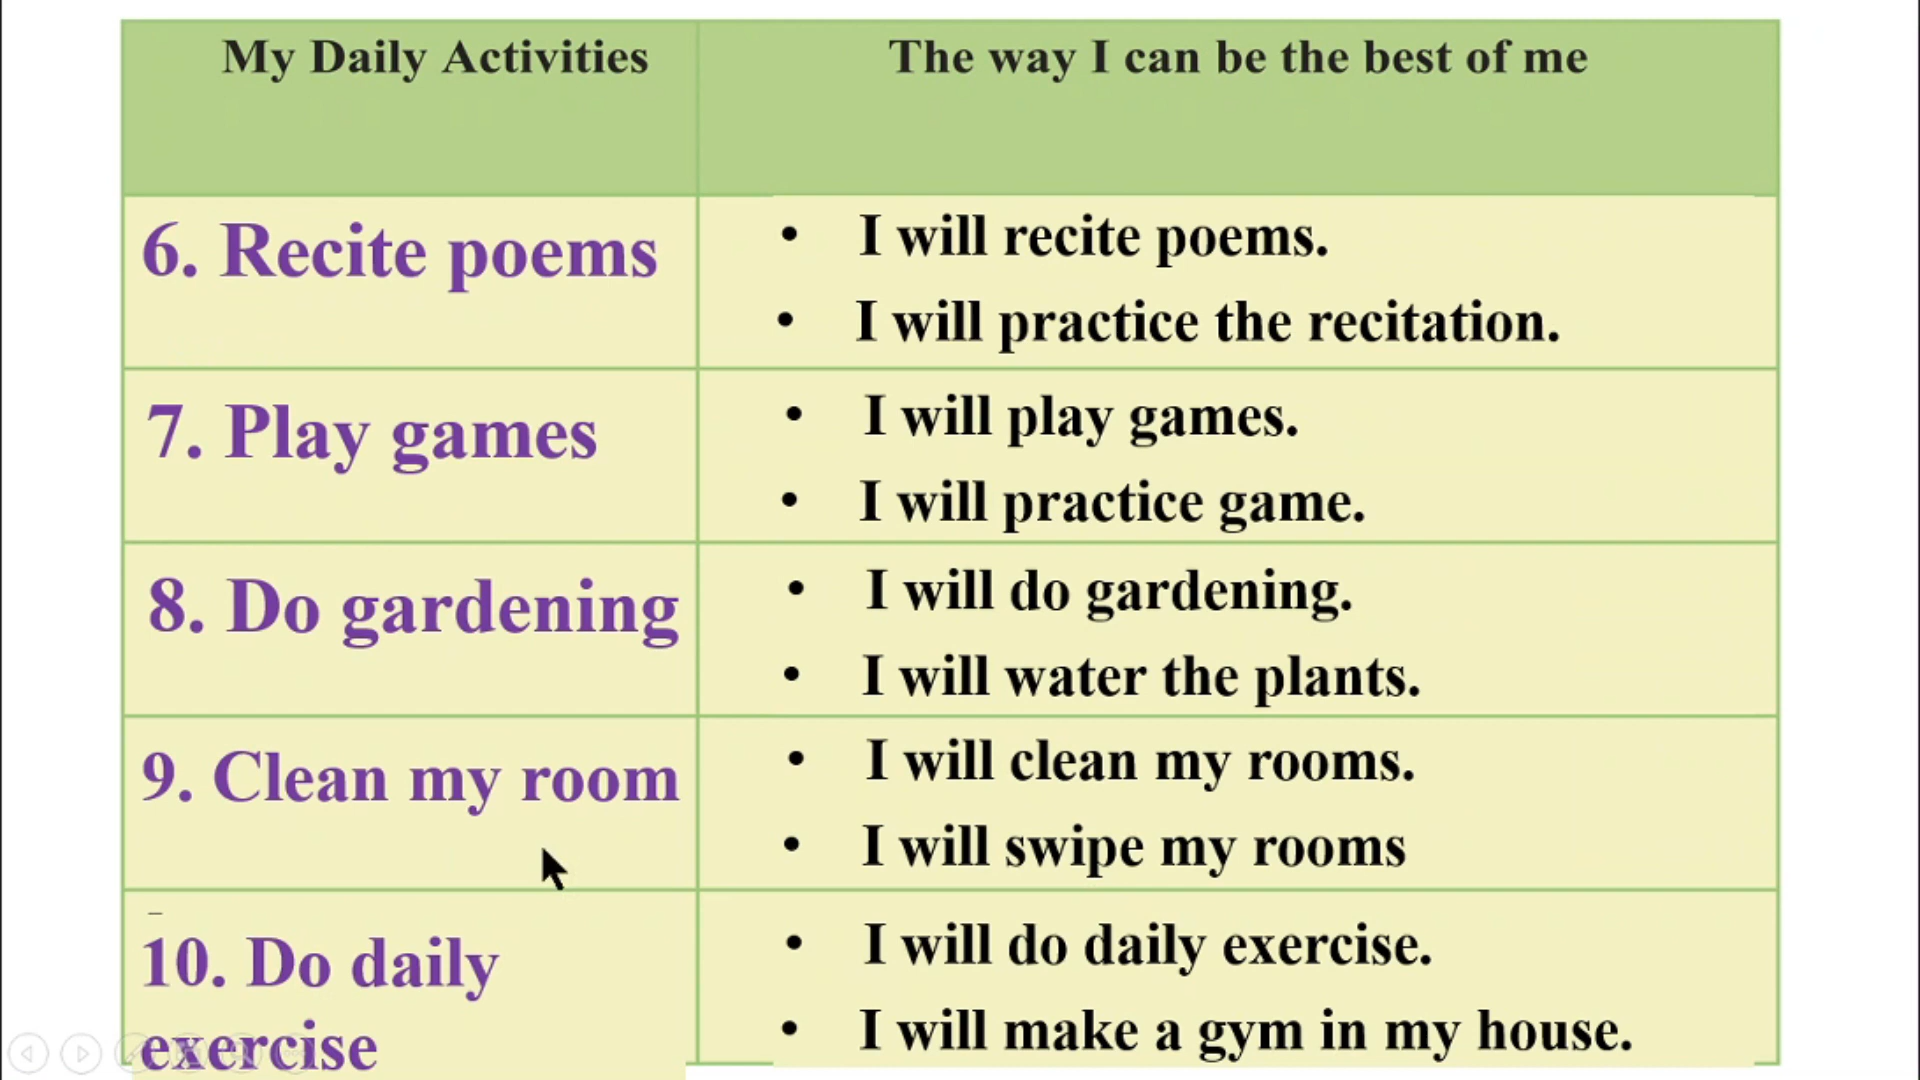 My Daily Activities
The way I can be the best of me
6. Recite poems
• I will recite poems.
• I will practice the recitation.
7. Play games
• I will play games.
• I will practice game.
8. Do gardening
• I will do gardening.
• I will water the plants.
9. Clean my room
• I will clean my rooms.
• I will swipe my rooms
10. Do daily
exercise
• I will do daily exercise.
• I will make a gym in my house.